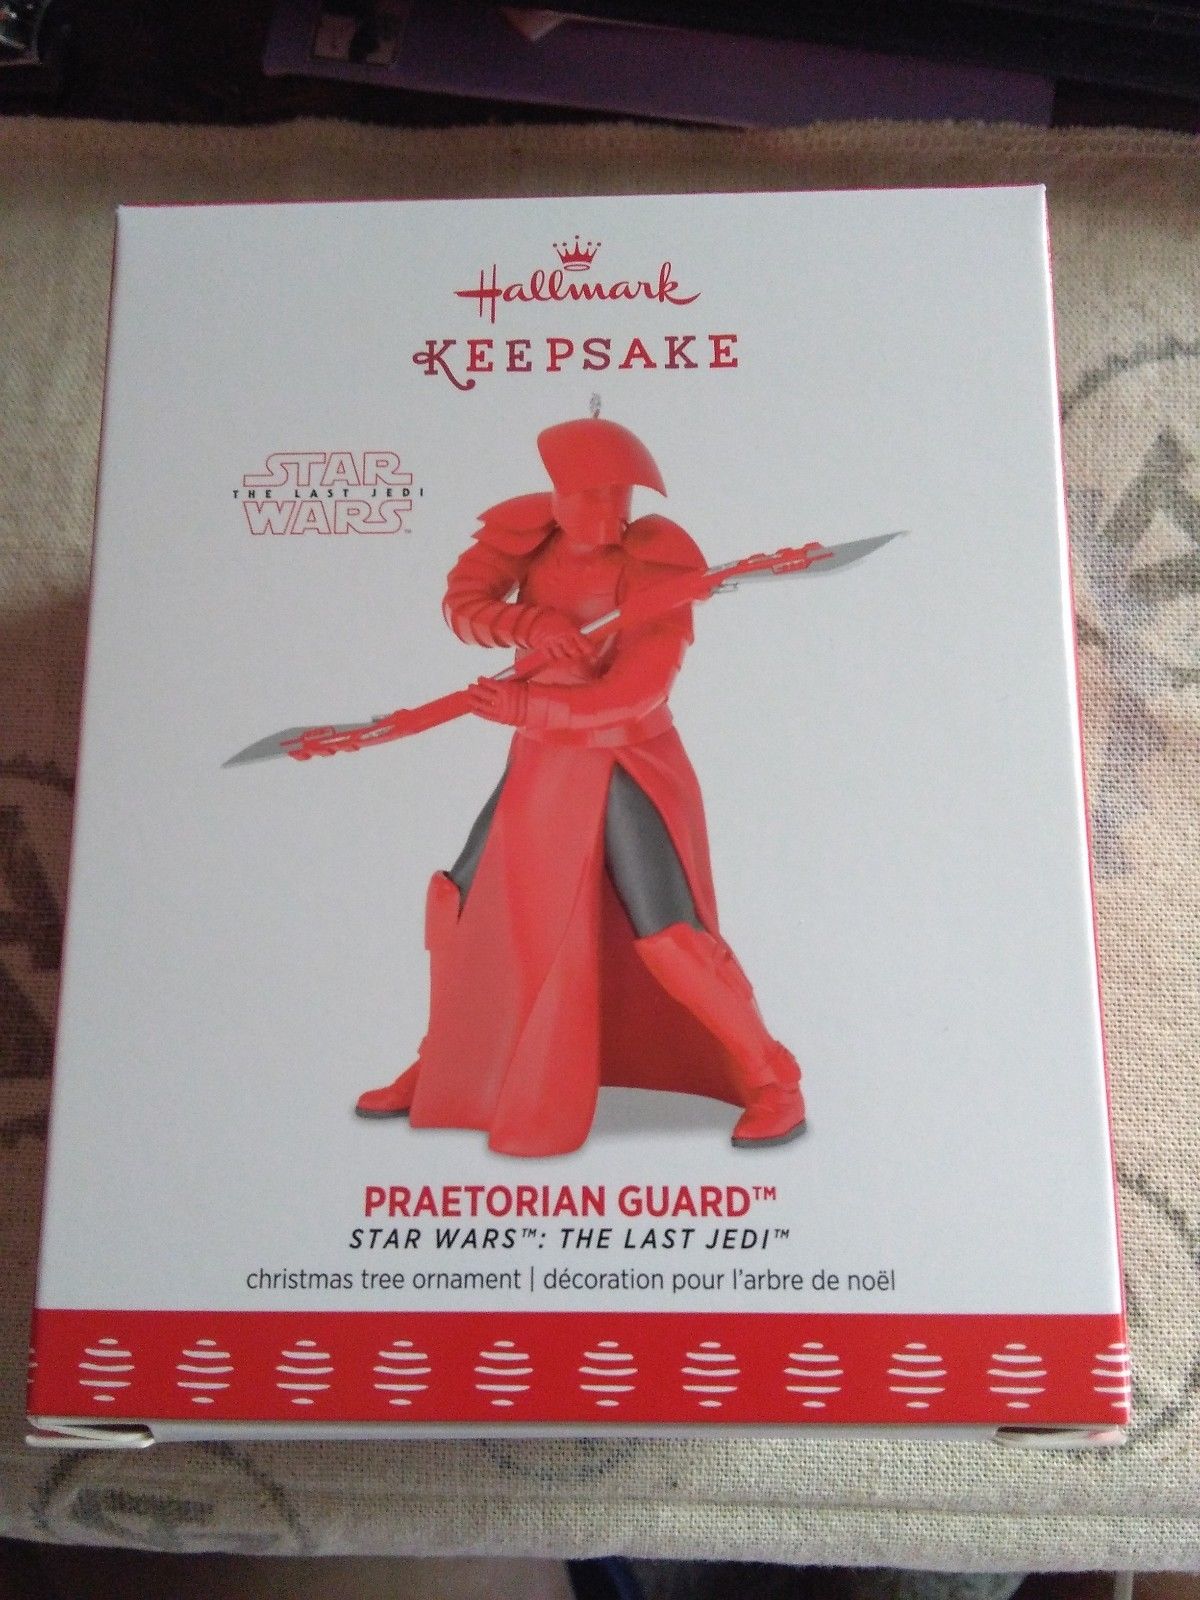 Hallmark
KEEPSAKE
STAR
THE LAST JEDI
WARS™
PRAETORIAN GUARD™
STAR WARS™: THE LAST JEDI™
christmas tree ornament | décoration pour l'arbre de noël